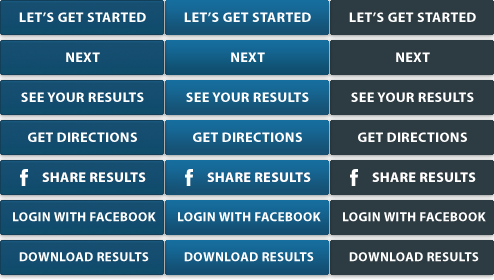 LET'S GET STARTED LET'S GET STARTED LET'S GET STARTED
NEXT NEXT NEXT
SEE YOUR RESULTS SEE YOUR RESULTS SEE YOUR RESULTS
GET DIRECTIONS GET DIRECTIONS GET DIRECTIONS
f SHARE RESULTS f SHARE RESULTS f SHARE RESULTS
LOGIN WITH FACEBOOK LOGIN WITH FACEBOOK LOGIN WITH FACEBOOK
DOWNLOAD RESULTS DOWNLOAD RESULTS DOWNLOAD RESULTS